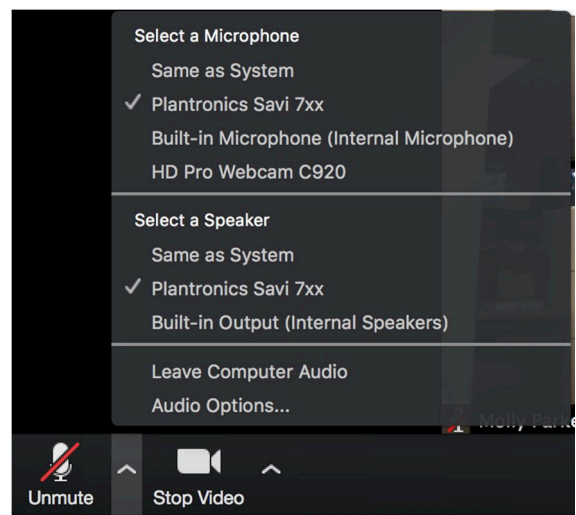 Select a Microphone
Same as System
Plantronics Savi 7xx
Built-in Microphone (Internal Microphone)
HD Pro Webcam C920
Select a Speaker
Same as System
Plantronics Savi 7xx
Built-in Output (Internal Speakers)
Leave Computer Audio
Audio Options...
Molly Parke
Unmute
Stop Video